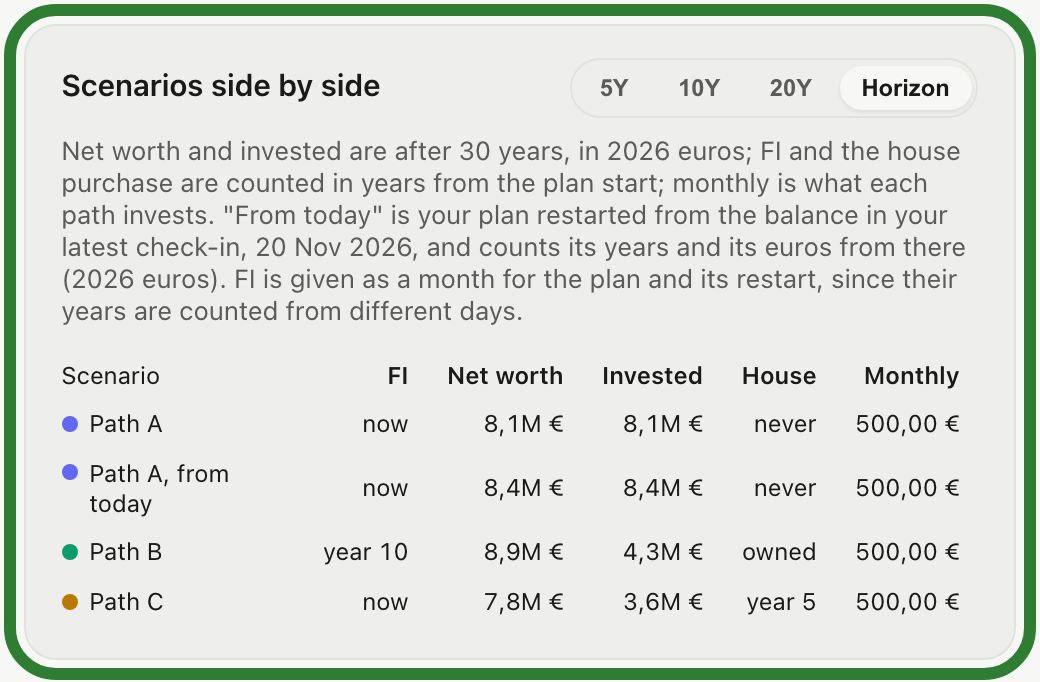 Scenarios side by side
5Y 10Y 20Y Horizon
Net worth and invested are after 30 years, in 2026 euros; FI and the house
purchase are counted in years from the plan start; monthly is what each
path invests. "From today" is your plan restarted from the balance in your
latest check-in, 20 Nov 2026, and counts its years and its euros from there
(2026 euros). FI is given as a month for the plan and its restart, since their
years are counted from different days.
Scenario FI Net worth Invested House Monthly
Path A now 8,1M € 8,1M € never 500,00 €
Path A, from
today now 8,4M € 8,4M € never 500,00 €
Path B year 10 8,9M € 4,3M € owned 500,00 €
Path C now 7,8M € 3,6M € year 5 500,00 €